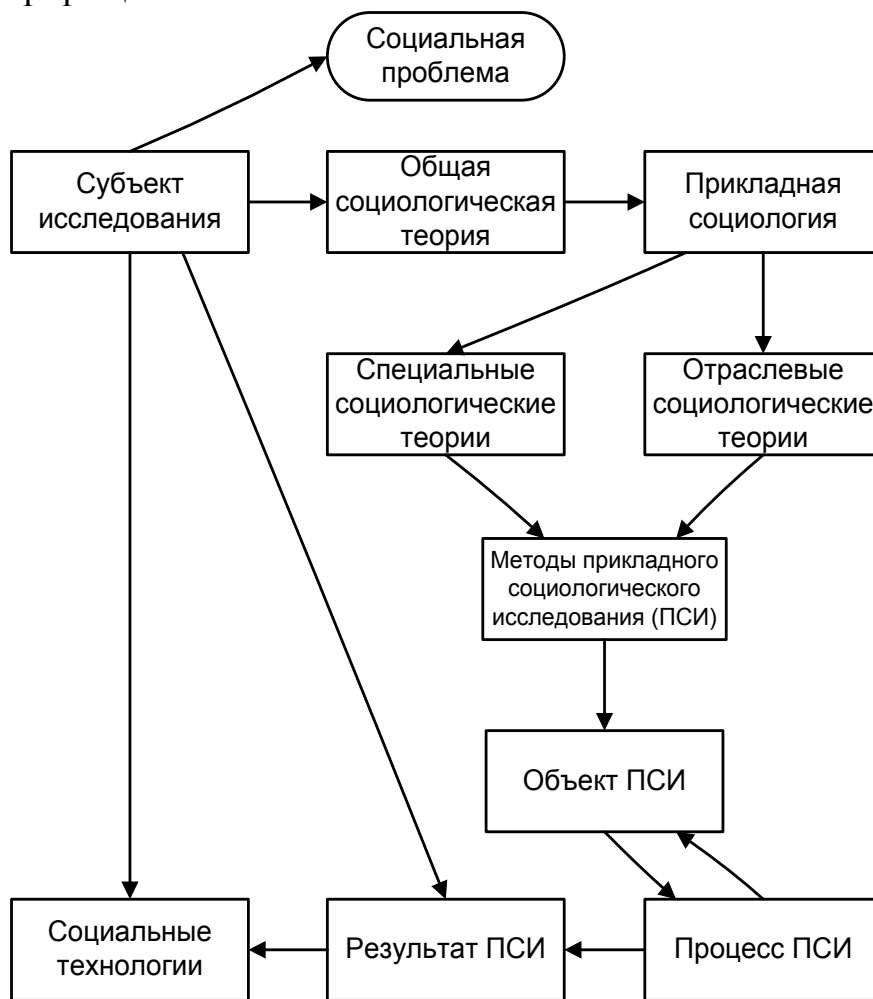 Социальная
проблема
Субъект
исследования
Общая
социологическая
теория
Прикладная
социология
Специальные
социологические
теории
Отраслевые
социологические
теории
Методы прикладного
социологического
исследования (ПСИ)
Объект ПСИ
Социальные
технологии
Результат ПСИ
Процесс ПСИ